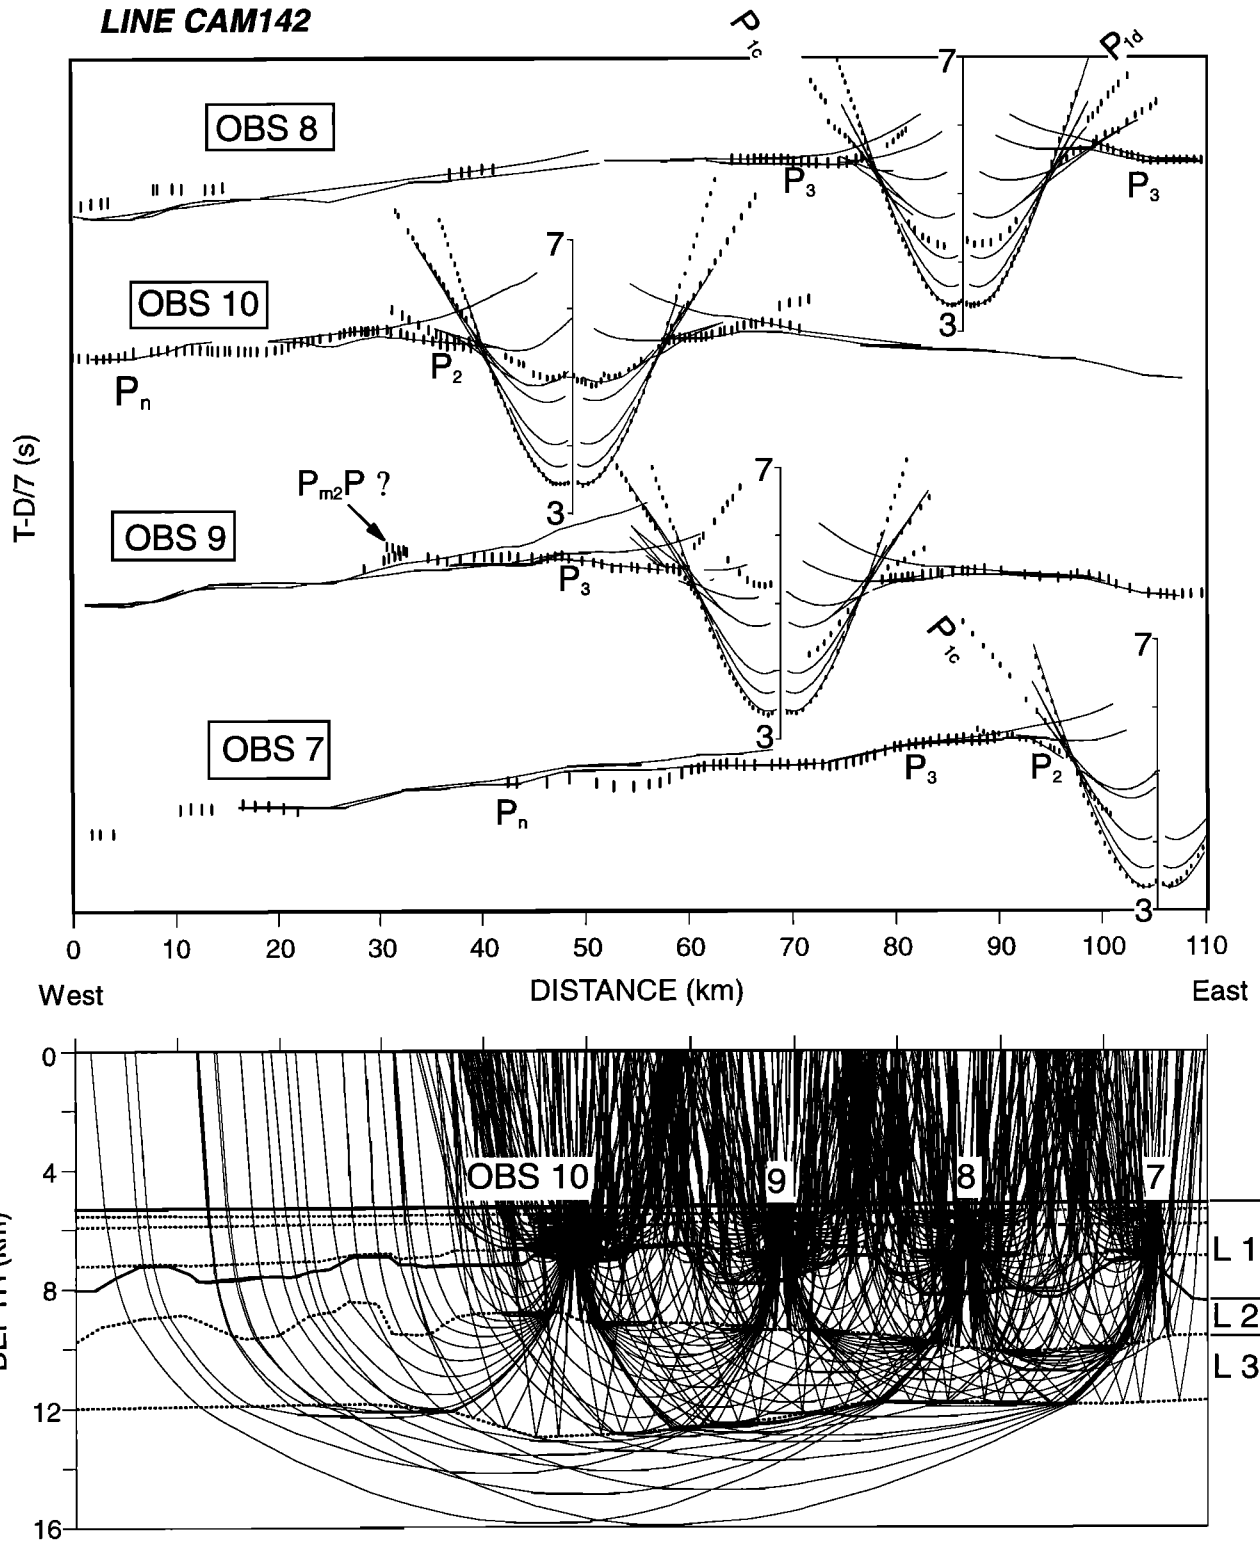 LINE CAM142
P1c
P1d
7
OBS 8
P3
P3
7
OBS 10
3
P2
Pn
T-D/7 (s)
Pm2P ?
7
3
OBS 9
P3
P1c
7
3
OBS 7
P3
P2
Pn
3
0 10 20 30 40 50 60 70 80 90 100 110
West DISTANCE (km) East
0
4
OBS 10 9 8 7
L 1
8
L 2
L 3
12
16